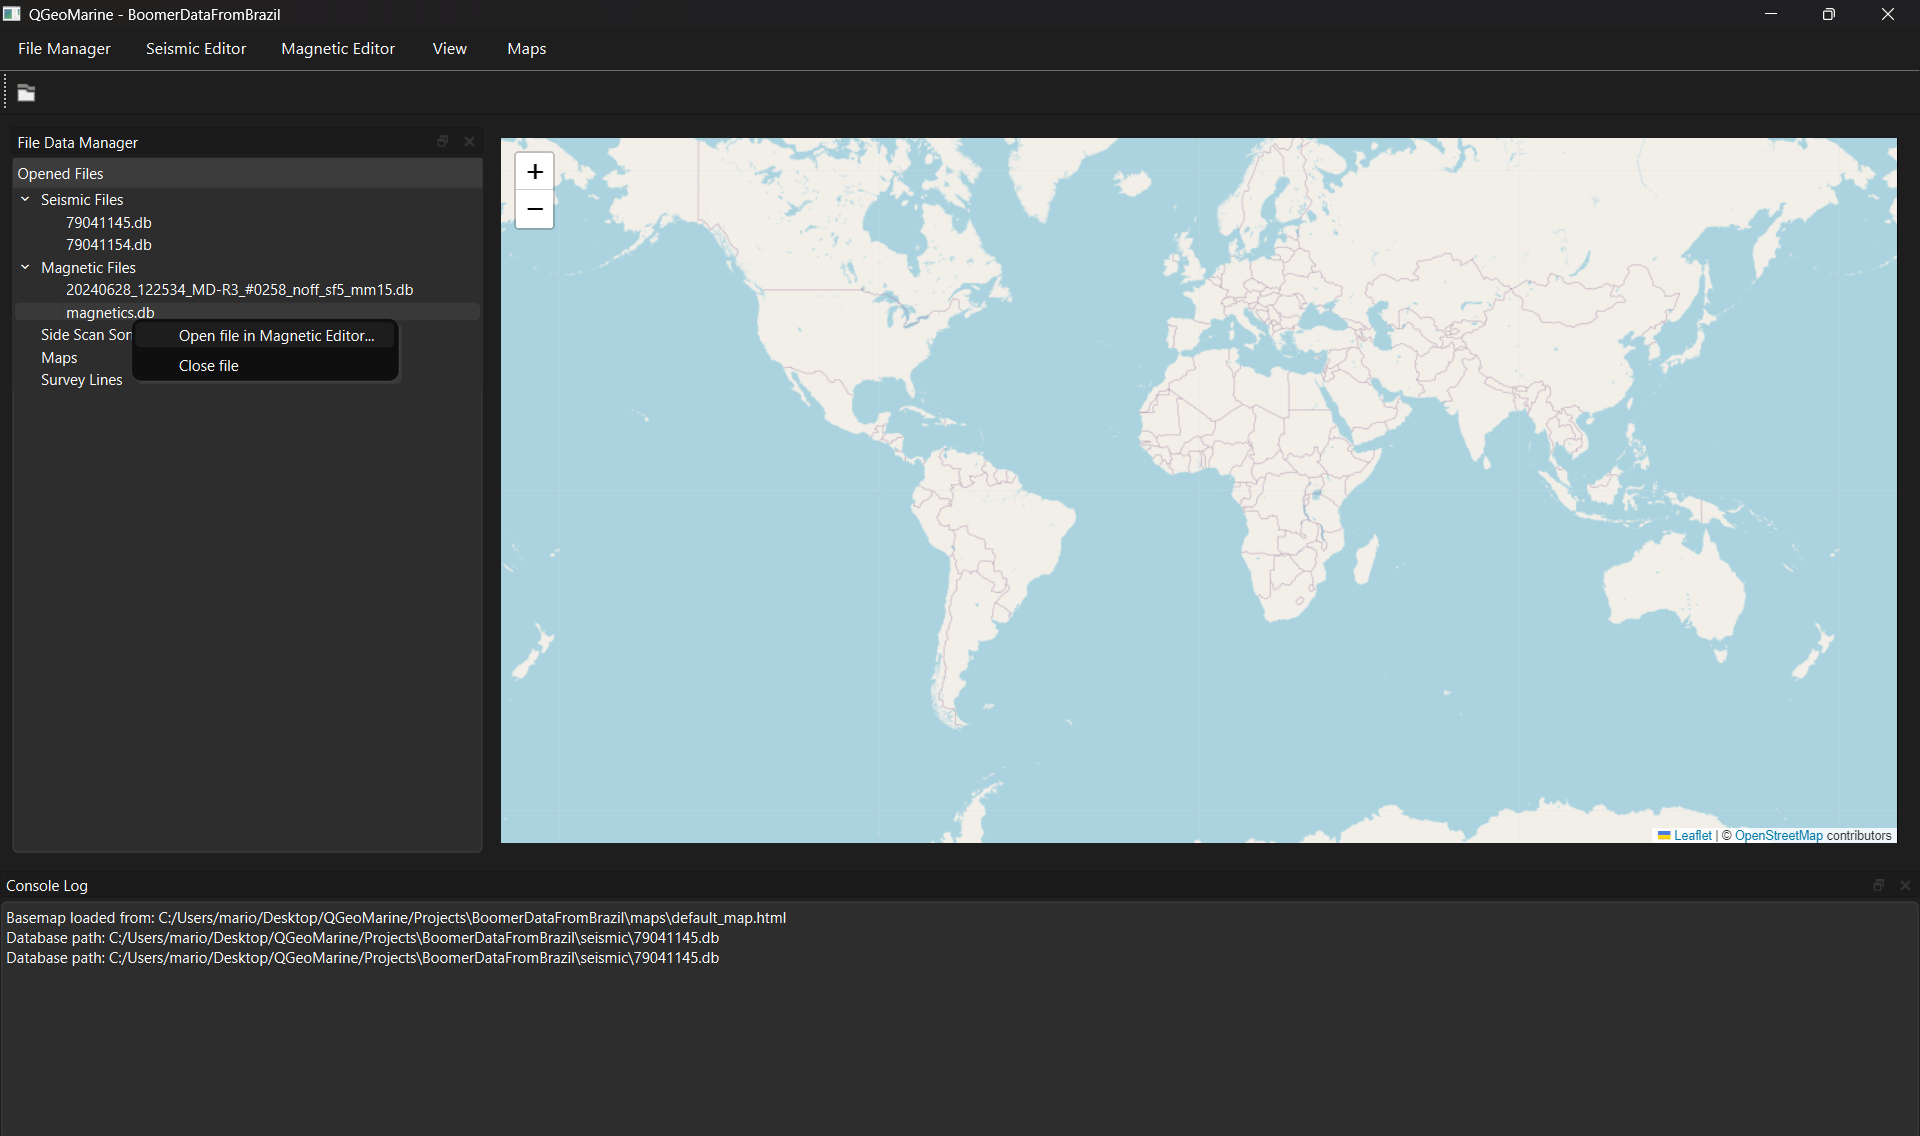 QGeoMarine - BoomerDataFromBrazil
File Manager Seismic Editor Magnetic Editor View Maps
File Data Manager
Opened Files
Seismic Files
79041145.db
79041154.db
Magnetic Files
20240628_122534_MD-R3_#0258_noff_sf5_mm15.db
magnetics.db
Side Scan Son
Maps
Survey Lines
Open file in Magnetic Editor...
Close file
+
−
Leaflet | © OpenStreetMap contributors
Console Log
Basemap loaded from: C:/Users/mario/Desktop/QGeoMarine/Projects\BoomerDataFromBrazil\maps\default_map.html
Database path: C:/Users/mario/Desktop/QGeoMarine/Projects\BoomerDataFromBrazil\seismic\79041145.db
Database path: C:/Users/mario/Desktop/QGeoMarine/Projects\BoomerDataFromBrazil\seismic\79041145.db